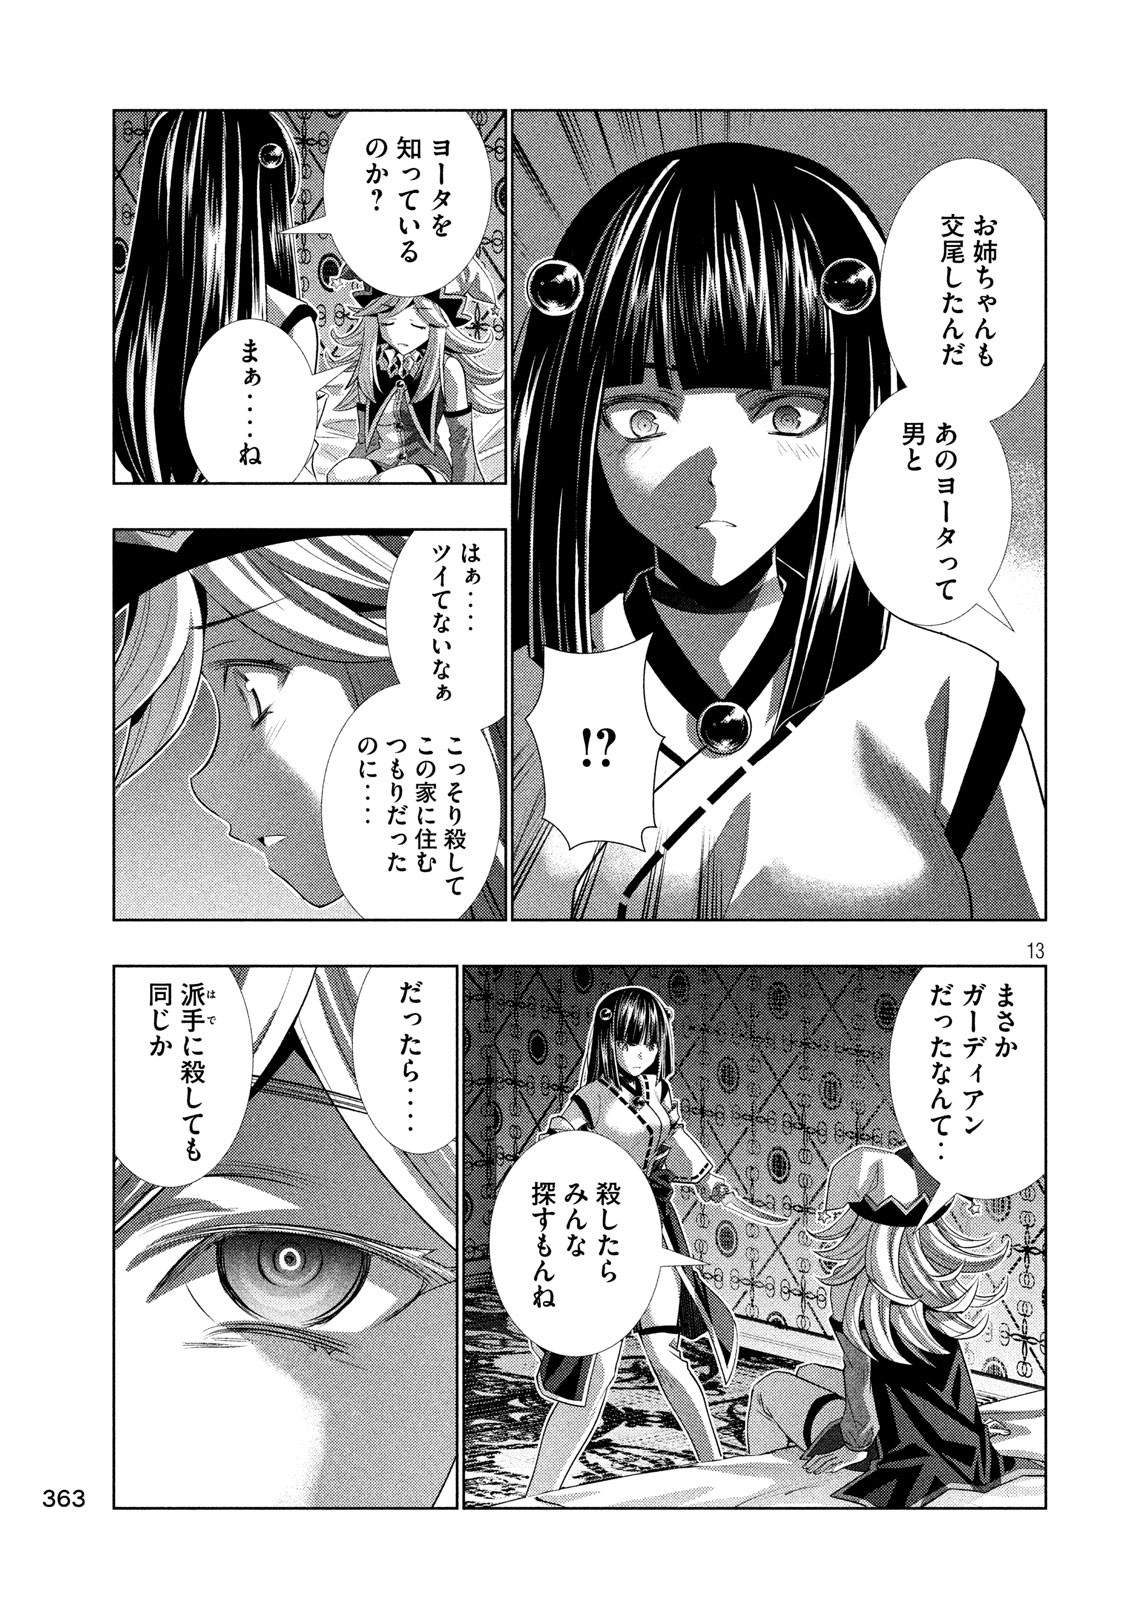 お姉ちゃんも
交尾したんだ
あのヨータって
男と
!?
ヨータを
知っている
のか?
まぁ‥‥ね
はぁ‥‥
ツイてないなぁ
こっそり殺して
この家に住む
つもりだった
のに‥‥
13
まさか
ガーディアン
だったなんて‥
殺したら
みんな
探すもんね
だったら‥‥
派手に殺しても
はで
同じか
363